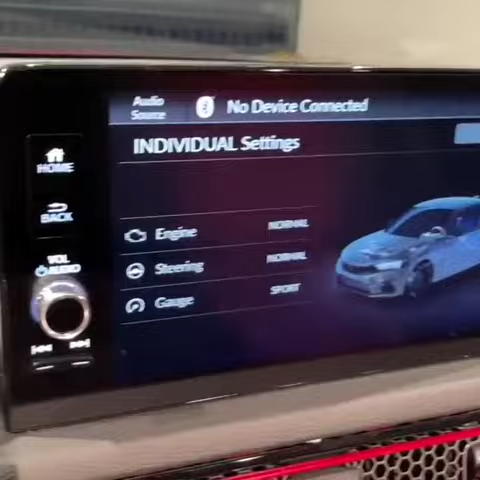 Audio
Source
No Device Connected
INDIVIDUAL Settings
HOME
BACK
Engine NORMAL
Steering NORMAL
Gauge SPORT
VOL
AUDIO